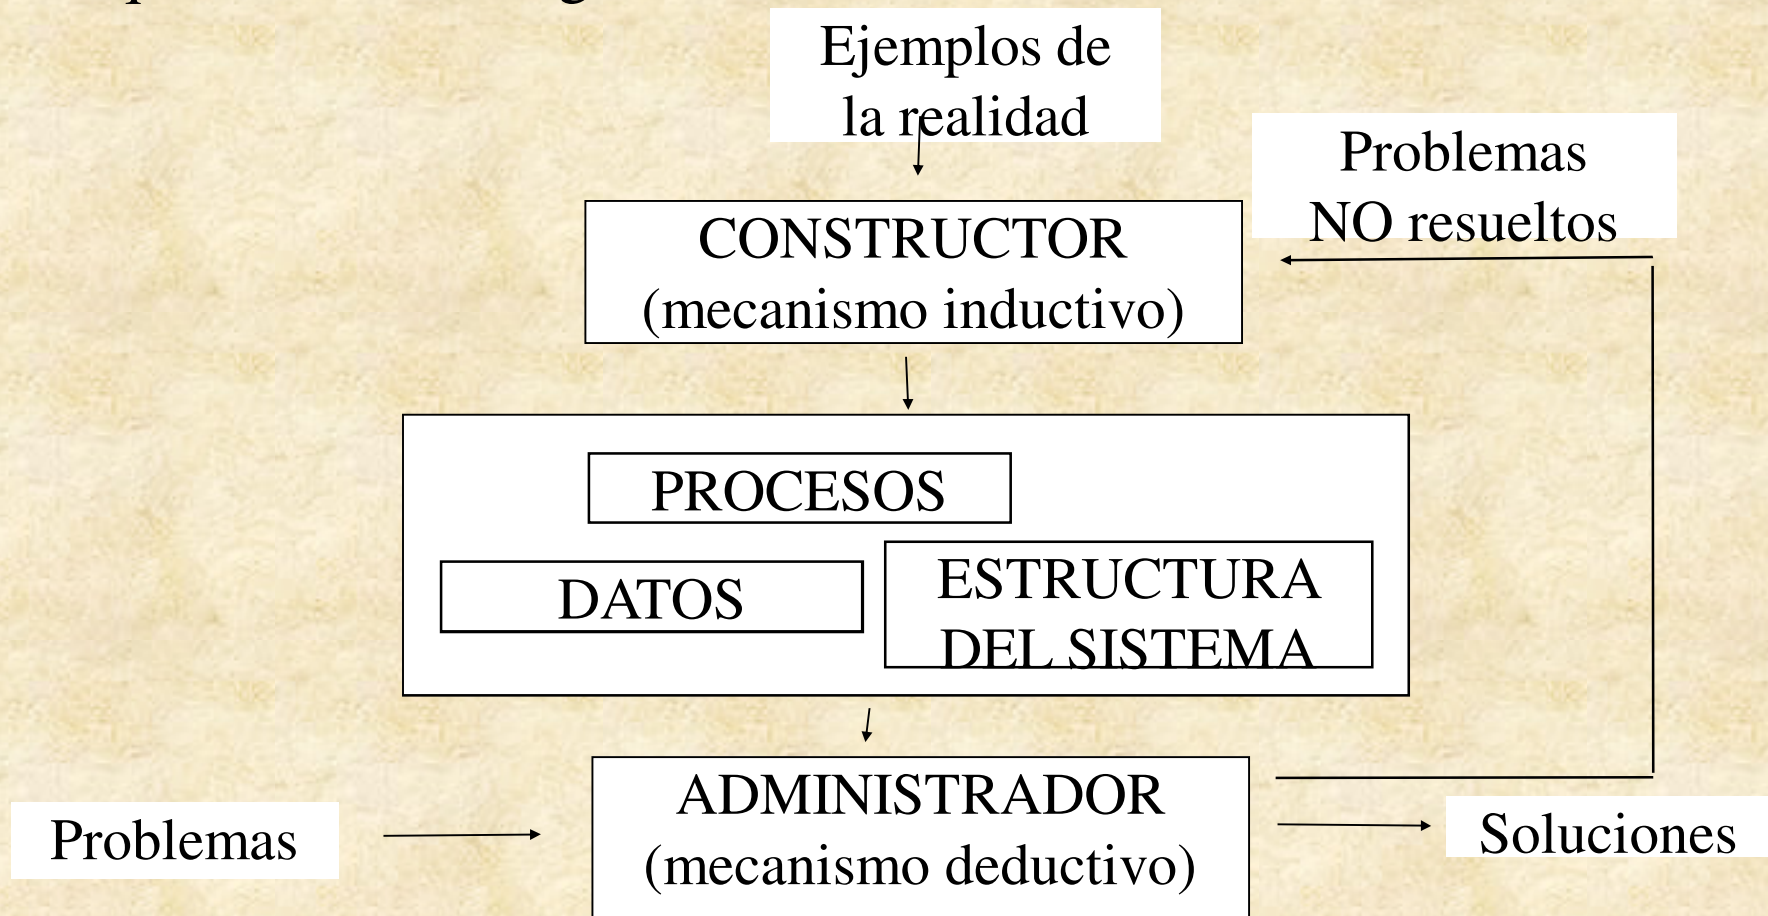 Ejemplos de
la realidad
Problemas
NO resueltos
CONSTRUCTOR
(mecanismo inductivo)
PROCESOS
DATOS
ESTRUCTURA
DEL SISTEMA
ADMINISTRADOR
(mecanismo deductivo)
Problemas
Soluciones